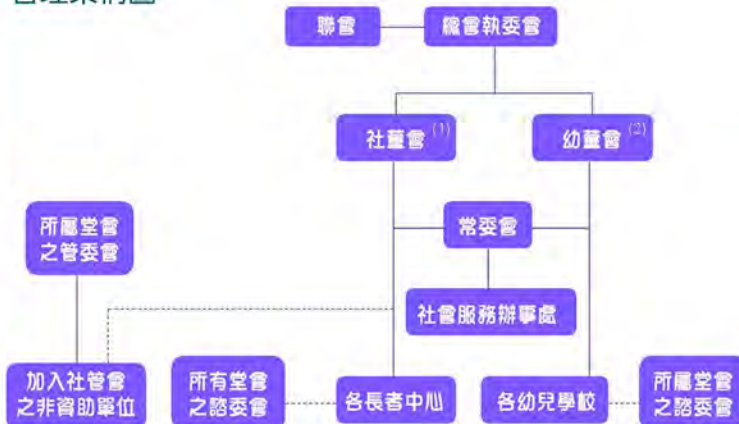 聯會
總會執委會
社董會 (1)
幼董會 (2)
所屬堂會
之管委會
常委會
社會服務辦事處
加入社管會
之非資助單位
所有堂會
之諮委會
各長者中心
各幼兒學校
所屬堂會
之諮委會